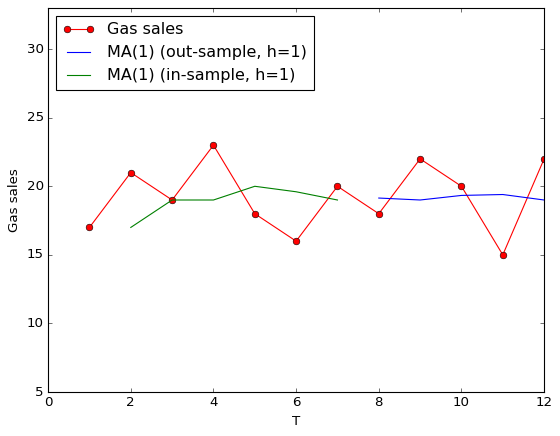 Gas sales
MA(1) (out-sample, h=1)
MA(1) (in-sample, h=1)
30
25
20
15
10
5
Gas sales
0 2 4 6 8 10 12
T